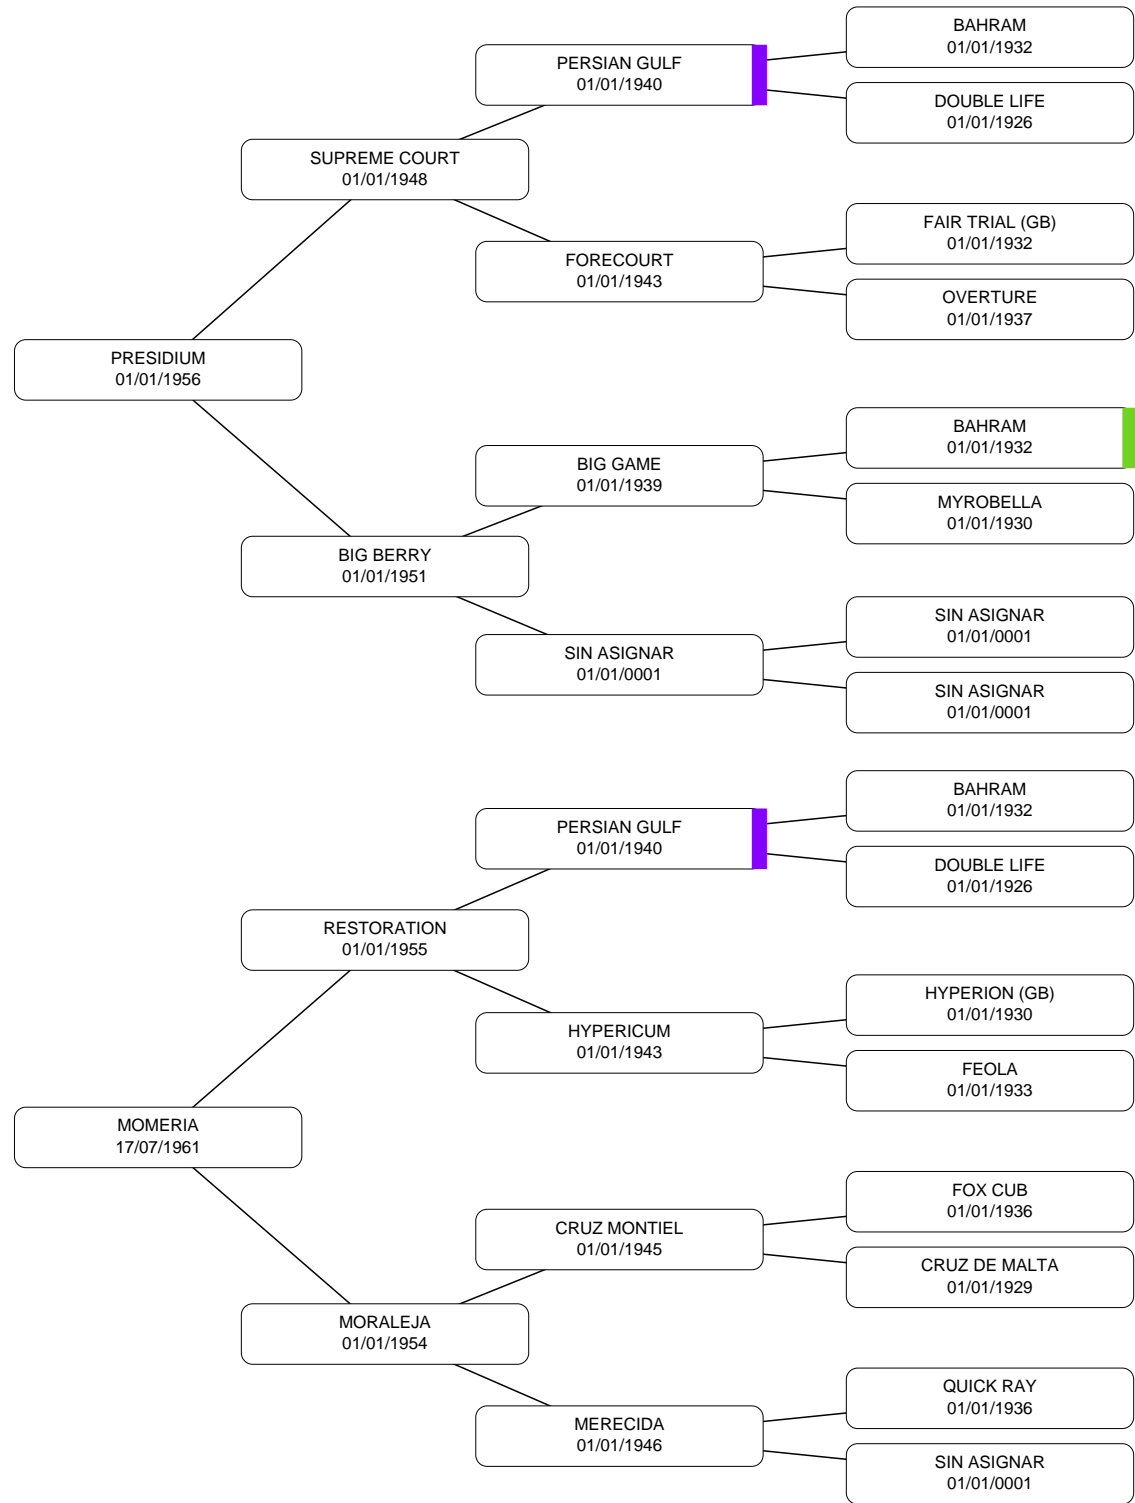 BAHRAM
01/01/1932
PERSIAN GULF
01/01/1940
DOUBLE LIFE
01/01/1926
SUPREME COURT
01/01/1948
FAIR TRIAL (GB)
01/01/1932
FORECOURT
01/01/1943
OVERTURE
01/01/1937
PRESIDIUM
01/01/1956
BAHRAM
01/01/1932
BIG GAME
01/01/1939
MYROBELLA
01/01/1930
BIG BERRY
01/01/1951
SIN ASIGNAR
01/01/0001
SIN ASIGNAR
01/01/0001
SIN ASIGNAR
01/01/0001
BAHRAM
01/01/1932
PERSIAN GULF
01/01/1940
DOUBLE LIFE
01/01/1926
RESTORATION
01/01/1955
HYPERION (GB)
01/01/1930
HYPERICUM
01/01/1943
FEOLA
01/01/1933
MOMERIA
17/07/1961
FOX CUB
01/01/1936
CRUZ MONTIEL
01/01/1945
CRUZ DE MALTA
01/01/1929
MORALEJA
01/01/1954
QUICK RAY
01/01/1936
MERECIDA
01/01/1946
SIN ASIGNAR
01/01/0001